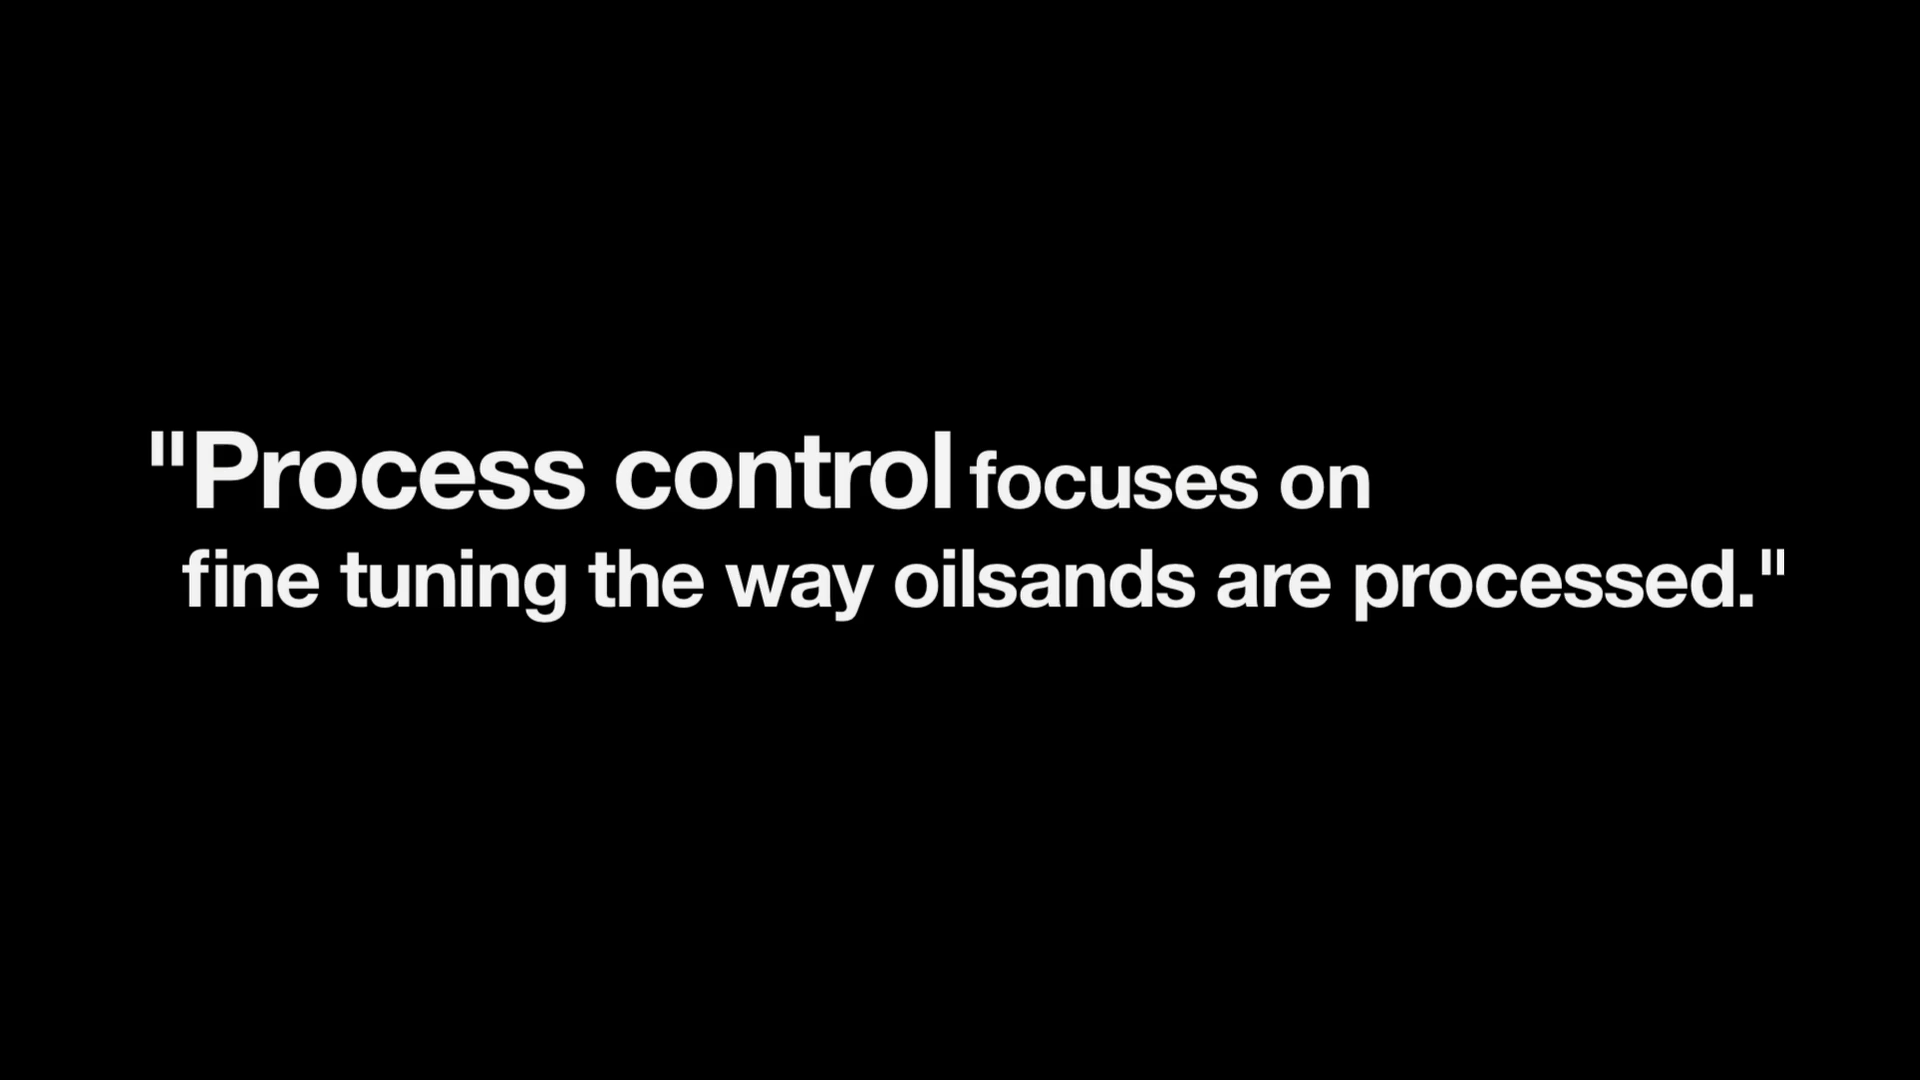 "Process control focuses on
fine tuning the way oilsands are processed."